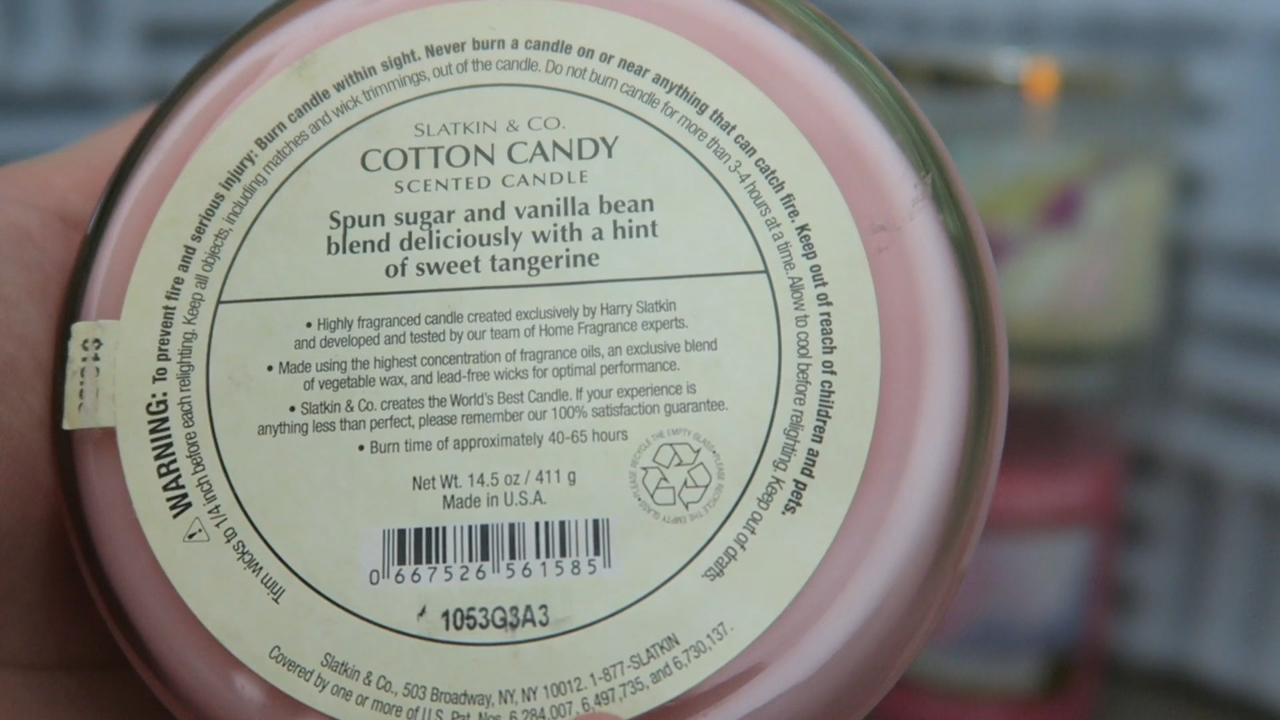 SLATKIN & CO.
COTTON CANDY
SCENTED CANDLE
Spun sugar and vanilla bean
blend deliciously with a hint
of sweet tangerine
• Highly fragranced candle created exclusively by Harry Slatkin
and developed and tested by our team of Home Fragrance experts.
• Made using the highest concentration of fragrance oils, an exclusive blend
of vegetable wax, and lead-free wicks for optimal performance.
• Slatkin & Co. creates the World's Best Candle. If your experience is
anything less than perfect, please remember our 100% satisfaction guarantee.
• Burn time of approximately 40-65 hours
PLEASE RECYCLE THE EMPTY GLASS • PLEASE RECYCLE THE EMPTY GLASS •
Net Wt. 14.5 oz / 411 g
Made in U.S.A.
0 667526 561585
1053G3A3
WARNING: To prevent fire and serious injury: Burn candle within sight. Never burn a candle on or near anything that can catch fire. Keep out of reach of children and pets.
Trim wicks to 1/4 inch before each relighting. Keep all objects, including matches and wick trimmings, out of the candle. Do not burn candle for more than 3-4 hours at a time. Allow to cool before relighting. Keep out of drafts.
Slatkin & Co., 503 Broadway, NY, NY 10012. 1-877-SLATKIN
Covered by one or more of U.S. Pat. Nos. 6,284,007, 6,497,735, and 6,730,137.